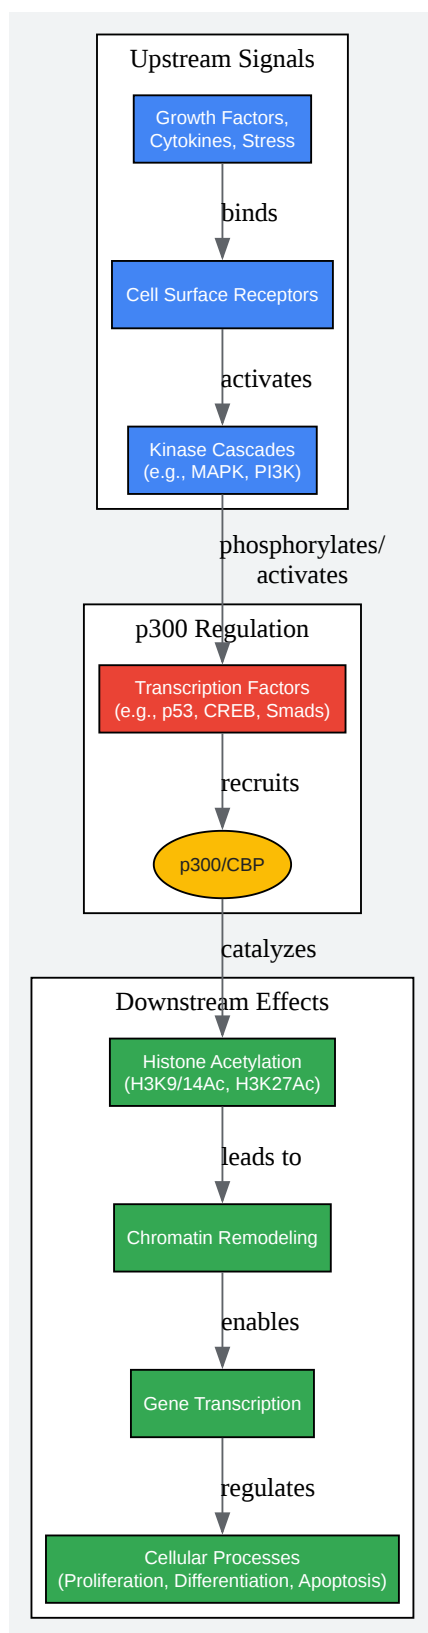 Upstream Signals
Growth Factors,
Cytokines, Stress
binds
Cell Surface Receptors
activates
Kinase Cascades
(e.g., MAPK, PI3K)
phosphorylates/
activates
p300 Regulation
Transcription Factors
(e.g., p53, CREB, Smads)
recruits
p300/CBP
catalyzes
Downstream Effects
Histone Acetylation
(H3K9/14Ac, H3K27Ac)
leads to
Chromatin Remodeling
enables
Gene Transcription
regulates
Cellular Processes
(Proliferation, Differentiation, Apoptosis)